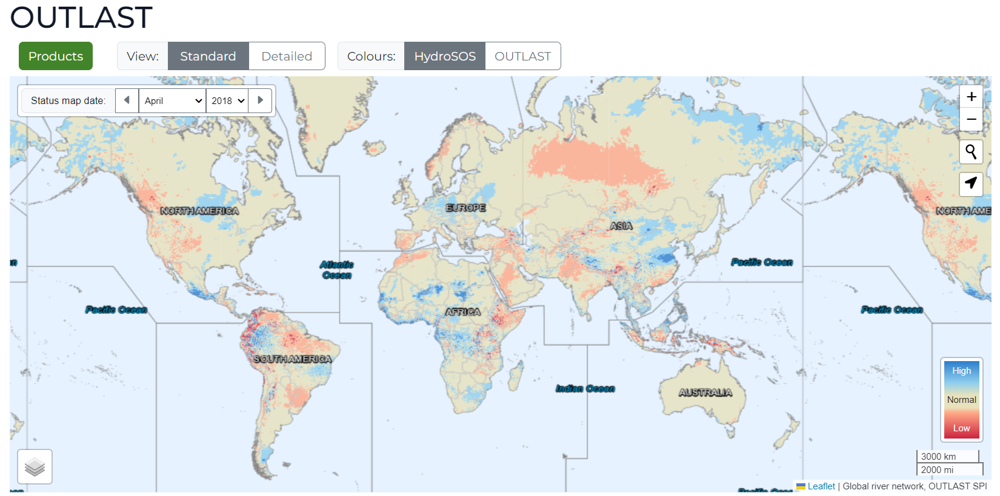 OUTLAST
Products
View:
Standard
Detailed
Colours:
HydroSOS
OUTLAST
Status map date:
April
2018
+
−
NORTH AMERICA
EUROPE
ASIA
NORTH AME
Atlantic
Ocean
Pacific Ocean
Pacific Ocean
Pacific Ocean
AFRICA
SOUTH AMERICA
Indian Ocean
AUSTRALIA
High
Normal
Low
3000 km
2000 mi
Leaflet | Global river network, OUTLAST SPI